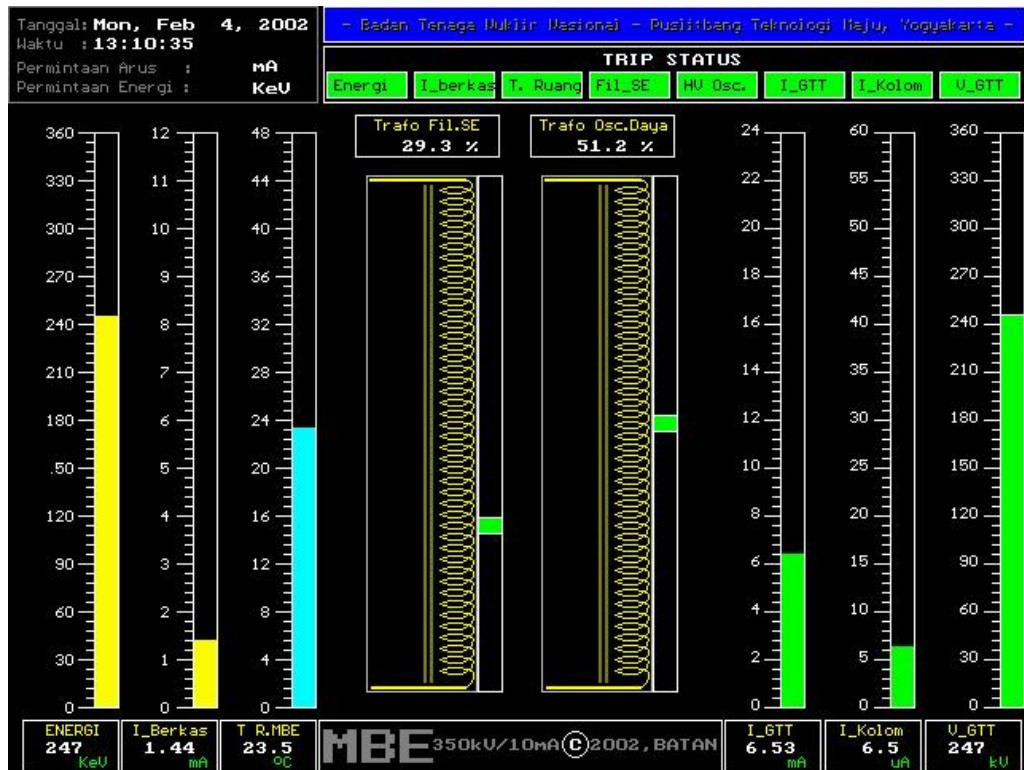 Tanggal: Mon, Feb 4, 2002
Waktu : 13:10:35
Permintaan Arus : mA
Permintaan Energi : KeV
- Badan Tenaga Nuklir Nasional - Puslitbang Teknologi Maju, Yogyakarta -
TRIP STATUS
Energi I_berkas T. Ruang Fil_SE HV Osc. I_GTT I_Kolom V_GTT
Trafo Fil.SE
29.3 %
Trafo Osc.Daya
51.2 %
360 12 48 24 60 360
330 11 44 22 55 330
300 10 40 20 50 300
270 9 36 18 45 270
240 8 32 16 40 240
210 7 28 14 35 210
180 6 24 12 30 180
50 5 20 10 25 150
120 4 16 8 20 120
90 3 12 6 15 90
60 2 8 4 10 60
30 1 4 2 5 30
0 0 0 0 0 0
ENERGI
247
KeV
I_Berkas
1.44
mA
T R.MBE
23.5
°C
MBE 350kV/10mA ©2002, BATAN
I_GTT
6.53
mA
I_Kolom
6.5
uA
V_GTT
247
kV